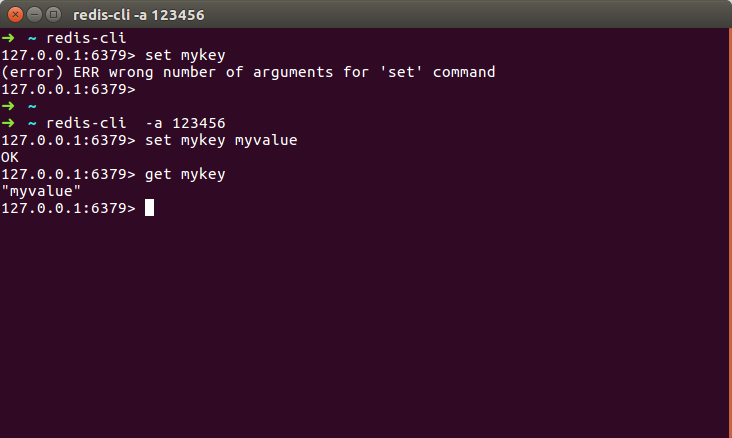 redis-cli -a 123456
➜ ~ redis-cli
127.0.0.1:6379> set mykey
(error) ERR wrong number of arguments for 'set' command
127.0.0.1:6379>
➜ ~
➜ ~ redis-cli  -a 123456
127.0.0.1:6379> set mykey myvalue
OK
127.0.0.1:6379> get mykey
"myvalue"
127.0.0.1:6379>